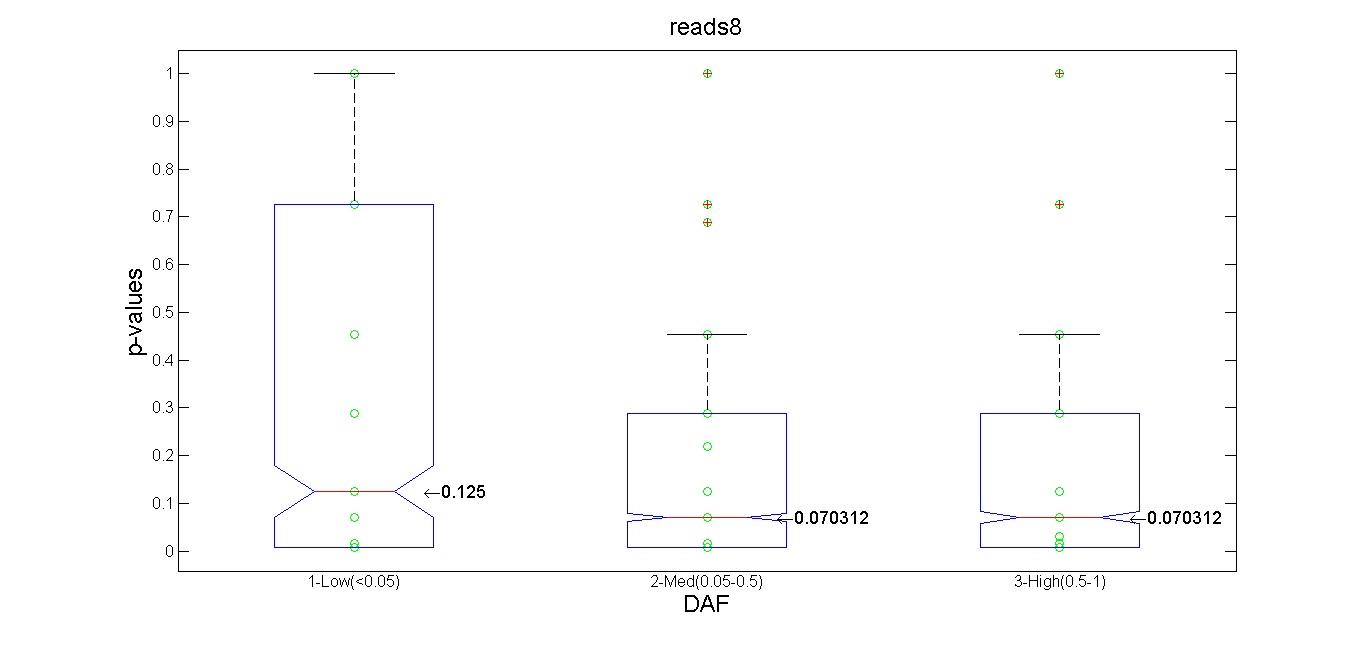 reads8
1
0.9
0.8
0.7
0.6
0.5
0.4
0.3
0.2
0.1
0
p-values
←0.125
←0.070312
←0.070312
1-Low(<0.05)
2-Med(0.05-0.5)
3-High(0.5-1)
DAF